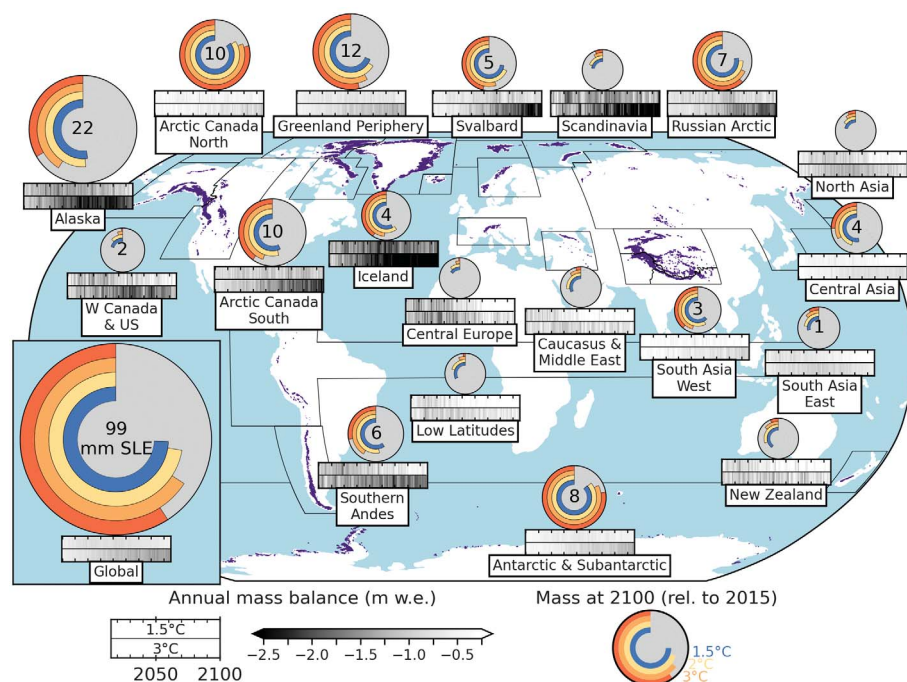 10
Arctic Canada
North
12
Greenland Periphery
5
Svalbard
Scandinavia
7
Russian Arctic
22
Alaska
North Asia
2
W Canada
& US
10
Arctic Canada
South
4
Iceland
4
Central Asia
Central Europe
Caucasus &
Middle East
3
South Asia
West
1
South Asia
East
99
mm SLE
Global
Low Latitudes
6
Southern
Andes
New Zealand
8
Antarctic & Subantarctic
Annual mass balance (m w.e.)
Mass at 2100 (rel. to 2015)
1.5°C
3°C
2050 2100
−2.5 −2.0 −1.5 −1.0 −0.5
1.5°C
2°C
3°C